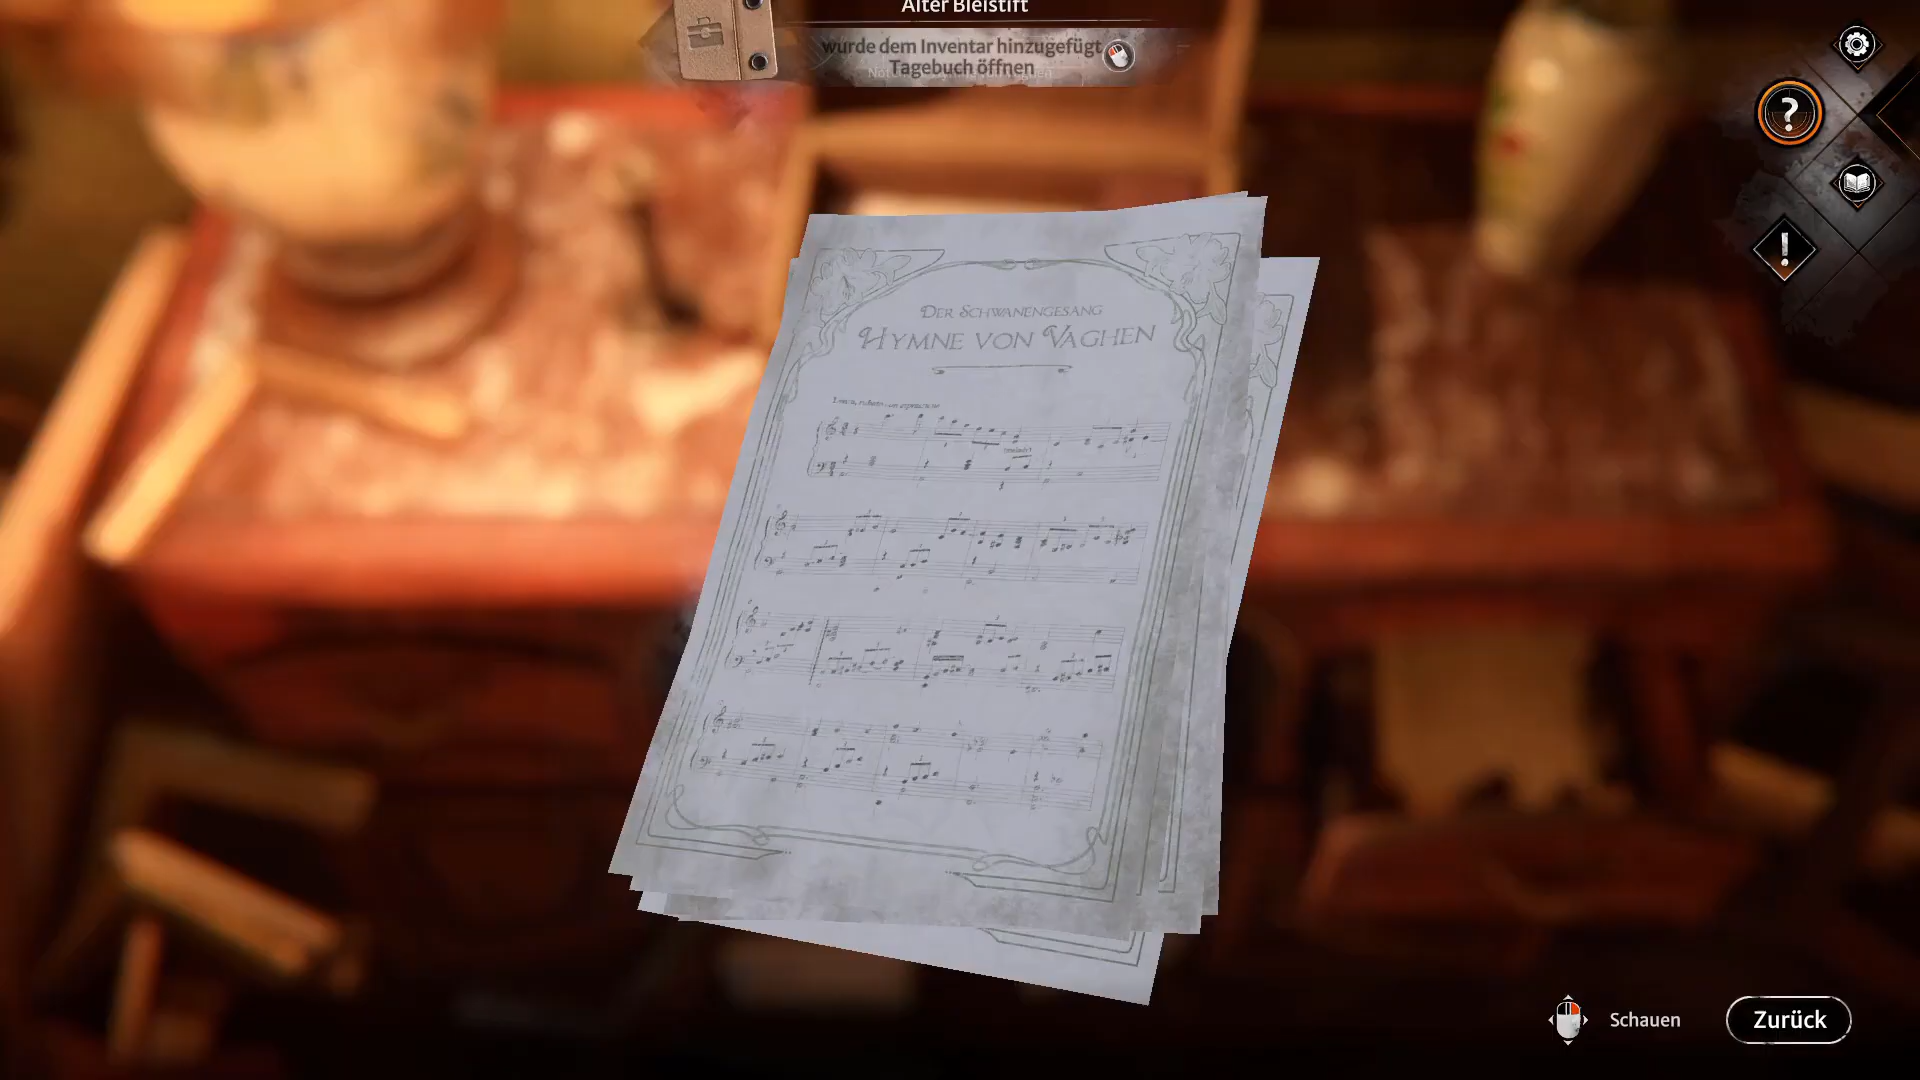 Alter Bleistift
wurde dem Inventar hinzugefügt
Tagebuch öffnen
?
!
DER SCHWANENGESANG
HYMNE VON VAGHEN
Schauen
Zurück